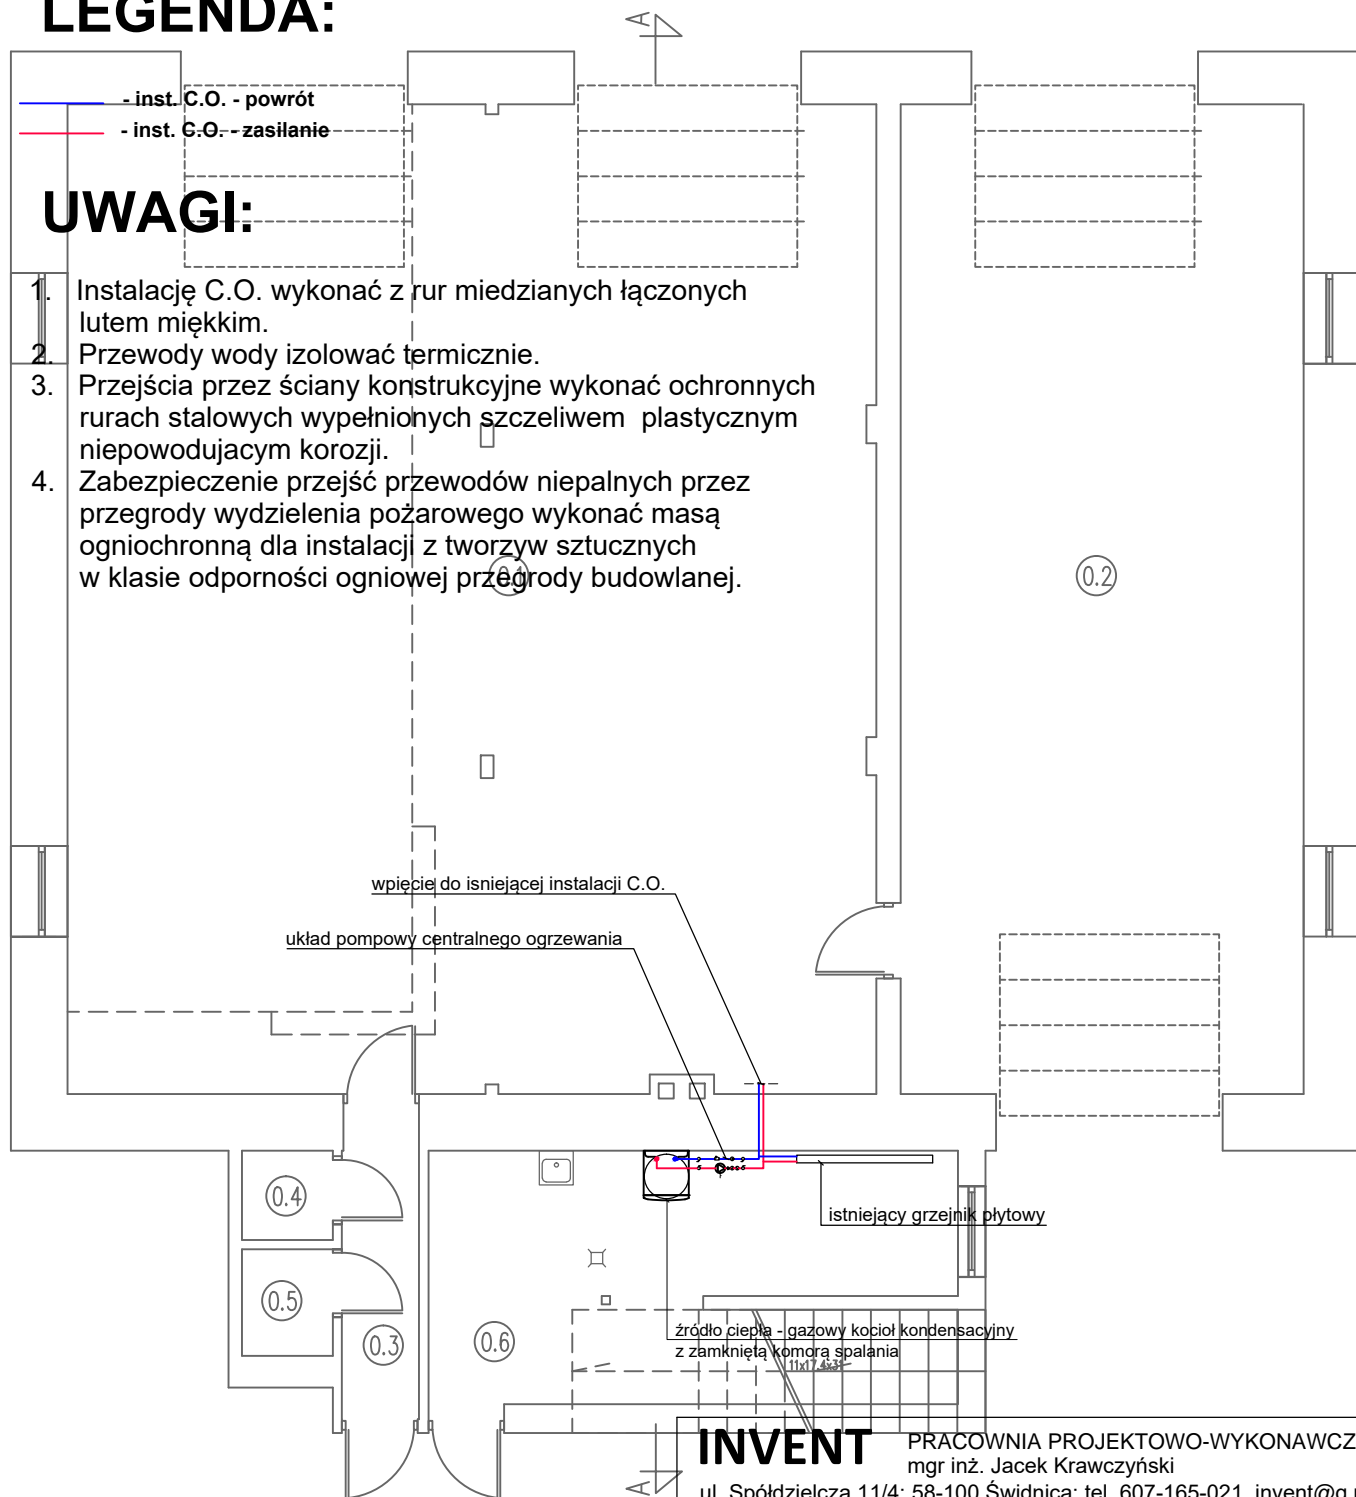 LEGENDA:
A
- inst. C.O. - powrót
- inst. C.O. - zasilanie
UWAGI:
1. Instalację C.O. wykonać z rur miedzianych łączonych
lutem miękkim.
2. Przewody wody izolować termicznie.
3. Przejścia przez ściany konstrukcyjne wykonać ochronnych
rurach stalowych wypełnionych szczeliwem plastycznym
niepowodujacym korozji.
4. Zabezpieczenie przejść przewodów niepalnych przez
przegrody wydzielenia pożarowego wykonać masą
ogniochronną dla instalacji z tworzyw sztucznych
w klasie odporności ogniowej przegrody budowlanej.
0.1
0.2
wpięcie do isniejącej instalacji C.O.
układ pompowy centralnego ogrzewania
0.4
istniejący grzejnik płytowy
0.5
0.3
0.6
źródło ciepła - gazowy kocioł kondensacyjny
z zamkniętą komorą spalania
11x17,4x31
A
INVENT
PRACOWNIA PROJEKTOWO-WYKONAWCZ
mgr inż. Jacek Krawczyński
ul. Spółdzielcza 11/4; 58-100 Świdnica; tel. 607-165-021